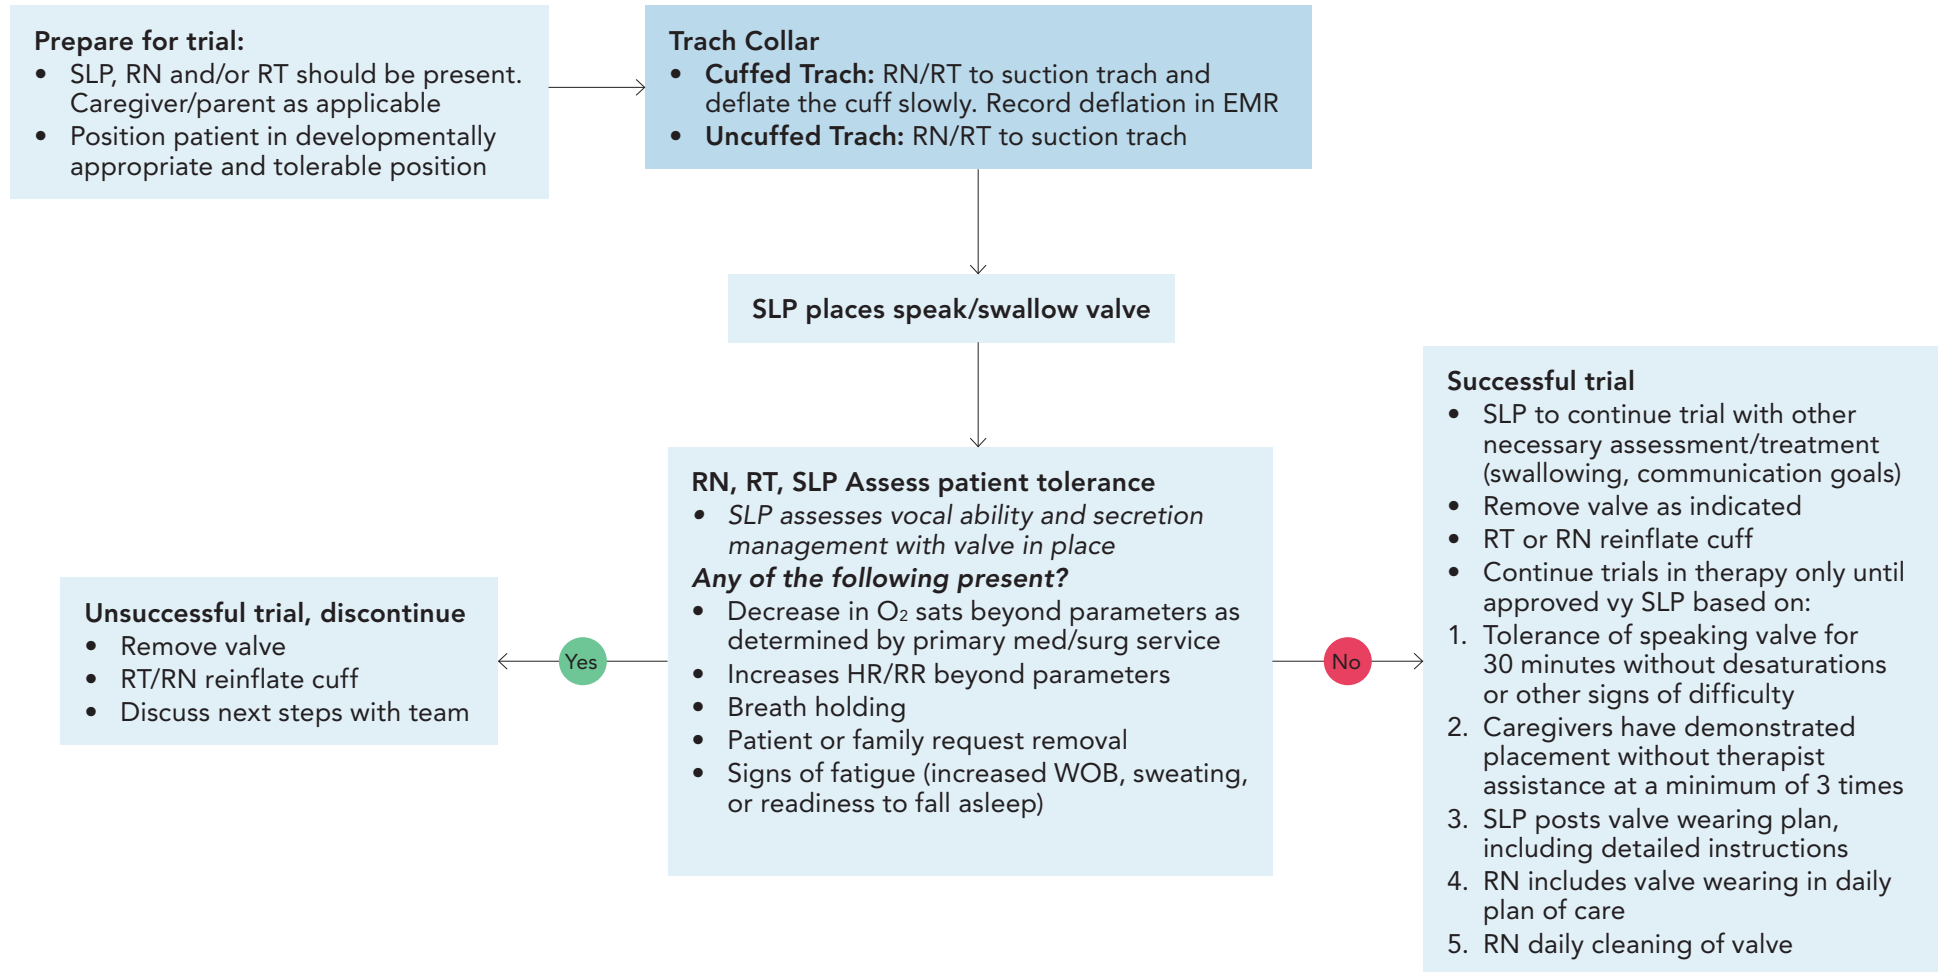 Prepare for trial:
• SLP, RN and/or RT should be present.
Caregiver/parent as applicable
• Position patient in developmentally
appropriate and tolerable position
Trach Collar
• Cuffed Trach: RN/RT to suction trach and
deflate the cuff slowly. Record deflation in EMR
• Uncuffed Trach: RN/RT to suction trach
SLP places speak/swallow valve
RN, RT, SLP Assess patient tolerance
• SLP assesses vocal ability and secretion
management with valve in place
Any of the following present?
• Decrease in O₂ sats beyond parameters as
determined by primary med/surg service
• Increases HR/RR beyond parameters
• Breath holding
• Patient or family request removal
• Signs of fatigue (increased WOB, sweating,
or readiness to fall asleep)
Yes
Unsuccessful trial, discontinue
• Remove valve
• RT/RN reinflate cuff
• Discuss next steps with team
No
Successful trial
• SLP to continue trial with other
necessary assessment/treatment
(swallowing, communication goals)
• Remove valve as indicated
• RT or RN reinflate cuff
• Continue trials in therapy only until
approved vy SLP based on:
1. Tolerance of speaking valve for
30 minutes without desaturations
or other signs of difficulty
2. Caregivers have demonstrated
placement without therapist
assistance at a minimum of 3 times
3. SLP posts valve wearing plan,
including detailed instructions
4. RN includes valve wearing in daily
plan of care
5. RN daily cleaning of valve